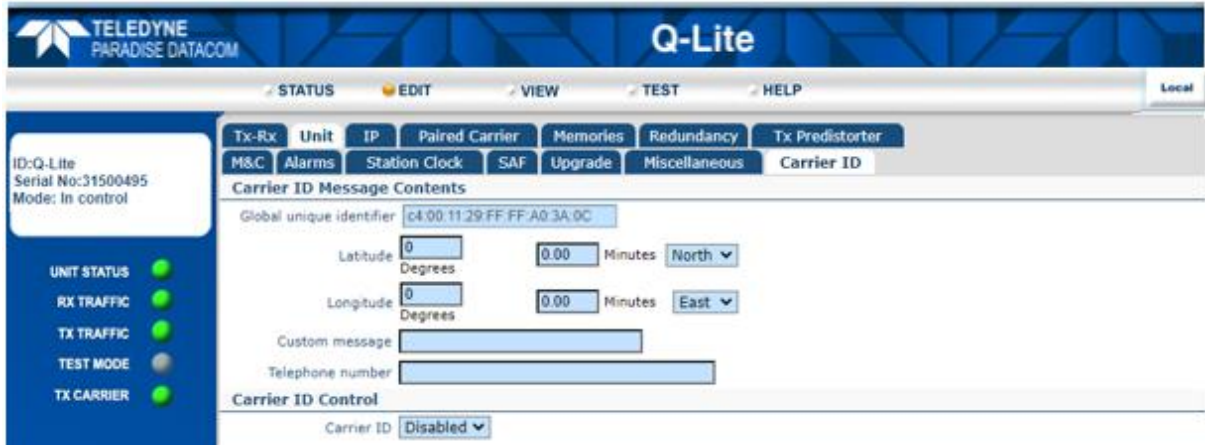 TELEDYNE
PARADISE DATACOM
Q-Lite
STATUS EDIT VIEW TEST HELP Local
Tx-Rx Unit IP Paired Carrier Memories Redundancy Tx Predistorter
M&C Alarms Station Clock SAF Upgrade Miscellaneous Carrier ID
ID:Q-Lite
Serial No:31500495
Mode: In control
UNIT STATUS
RX TRAFFIC
TX TRAFFIC
TEST MODE
TX CARRIER
Carrier ID Message Contents
Global unique identifier c4:00:11:29:FF:FF:A0:3A:0C
Latitude 0 Degrees 0.00 Minutes North
Longitude 0 Degrees 0.00 Minutes East
Custom message
Telephone number
Carrier ID Control
Carrier ID Disabled